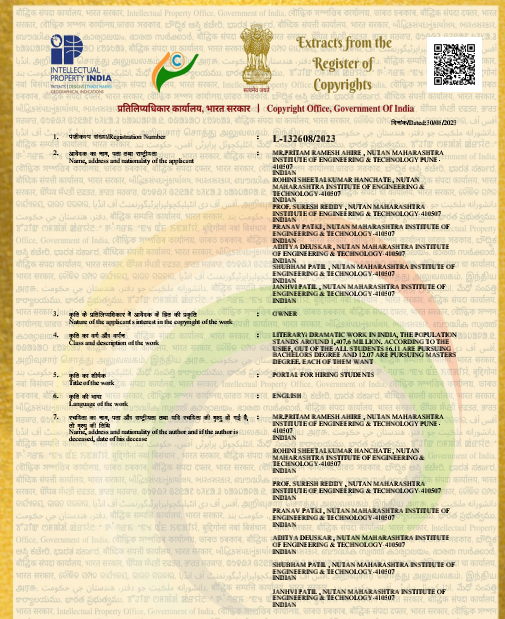 INTELLECTUAL
PROPERTY INDIA
PATENTS | DESIGNS | TRADE MARKS
GEOGRAPHICAL INDICATIONS
C
सत्यमेव जयते
Extracts from the
Register of
Copyrights
प्रतिलिप्यधिकार कार्यालय, भारत सरकार | Copyright Office, Government Of India
दिनांक/Dated:30/08/2023
1. पंजीकरण संख्या/Registration Number : L-132608/2023
2. आवेदक का नाम, पता तथा राष्ट्रीयता :
Name, address and nationality of the applicant
MR.PRITAM RAMESH AHIRE , NUTAN MAHARASHTRA
INSTITUTE OF ENGINEERING & TECHNOLOGY PUNE -
410507
INDIAN
ROHINI SHEETALKUMAR HANCHATE , NUTAN
MAHARASHTRA INSTITUTE OF ENGINEERING &
TECHNOLOGY-410507
INDIAN
PROF. SURESH REDDY , NUTAN MAHARASHTRA
INSTITUTE OF ENGINEERING & TECHNOLOGY-410507
INDIAN
PRANAV PATKI , NUTAN MAHARASHTRA INSTITUTE OF
ENGINEERING & TECHNOLOGY-410507
INDIAN
ADITYA DEUSKAR , NUTAN MAHARASHTRA INSTITUTE
OF ENGINEERING & TECHNOLOGY-410507
INDIAN
SHUBHAM PATIL , NUTAN MAHARASHTRA INSTITUTE OF
ENGINEERING & TECHNOLOGY-410507
INDIAN
JANHVI PATIL , NUTAN MAHARASHTRA INSTITUTE OF
ENGINEERING & TECHNOLOGY-410507
INDIAN
3. कृति के प्रतिलिप्यधिकार में आवेदक के हित की प्रकृति : OWNER
Nature of the applicant's interest in the copyright of the work
4. कृति का वर्ग और वर्णन :
Class and description of the work
LITERARY/ DRAMATIC WORK IN INDIA, THE POPULATION
STANDS AROUND 1,407.6 MILLION. ACCORDING TO THE
USIEF, OUT OF THE ALL STUDENTS 36.11 ARE PURSUING
BACHELORS DEGREE AND 12.07 ARE PURSUING MASTERS
DEGREE, EACH OF THEM WANT
5. कृति का शीर्षक : PORTAL FOR HIRING STUDENTS
Title of the work
6. कृति की भाषा : ENGLISH
Language of the work
7. रचयिता का नाम, पता और राष्ट्रीयता तथा यदि रचयिता की मृत्यु हो गई है, :
तो मृत्यु की तिथि
Name, address and nationality of the author and if the author is
deceased, date of his decease
MR.PRITAM RAMESH AHIRE , NUTAN MAHARASHTRA
INSTITUTE OF ENGINEERING & TECHNOLOGY PUNE -
410507
INDIAN
ROHINI SHEETALKUMAR HANCHATE , NUTAN
MAHARASHTRA INSTITUTE OF ENGINEERING &
TECHNOLOGY-410507
INDIAN
PROF. SURESH REDDY , NUTAN MAHARASHTRA
INSTITUTE OF ENGINEERING & TECHNOLOGY-410507
INDIAN
PRANAV PATKI , NUTAN MAHARASHTRA INSTITUTE OF
ENGINEERING & TECHNOLOGY-410507
INDIAN
ADITYA DEUSKAR , NUTAN MAHARASHTRA INSTITUTE
OF ENGINEERING & TECHNOLOGY-410507
INDIAN
SHUBHAM PATIL , NUTAN MAHARASHTRA INSTITUTE OF
ENGINEERING & TECHNOLOGY-410507
INDIAN
JANHVI PATIL , NUTAN MAHARASHTRA INSTITUTE OF
ENGINEERING & TECHNOLOGY-410507
INDIAN